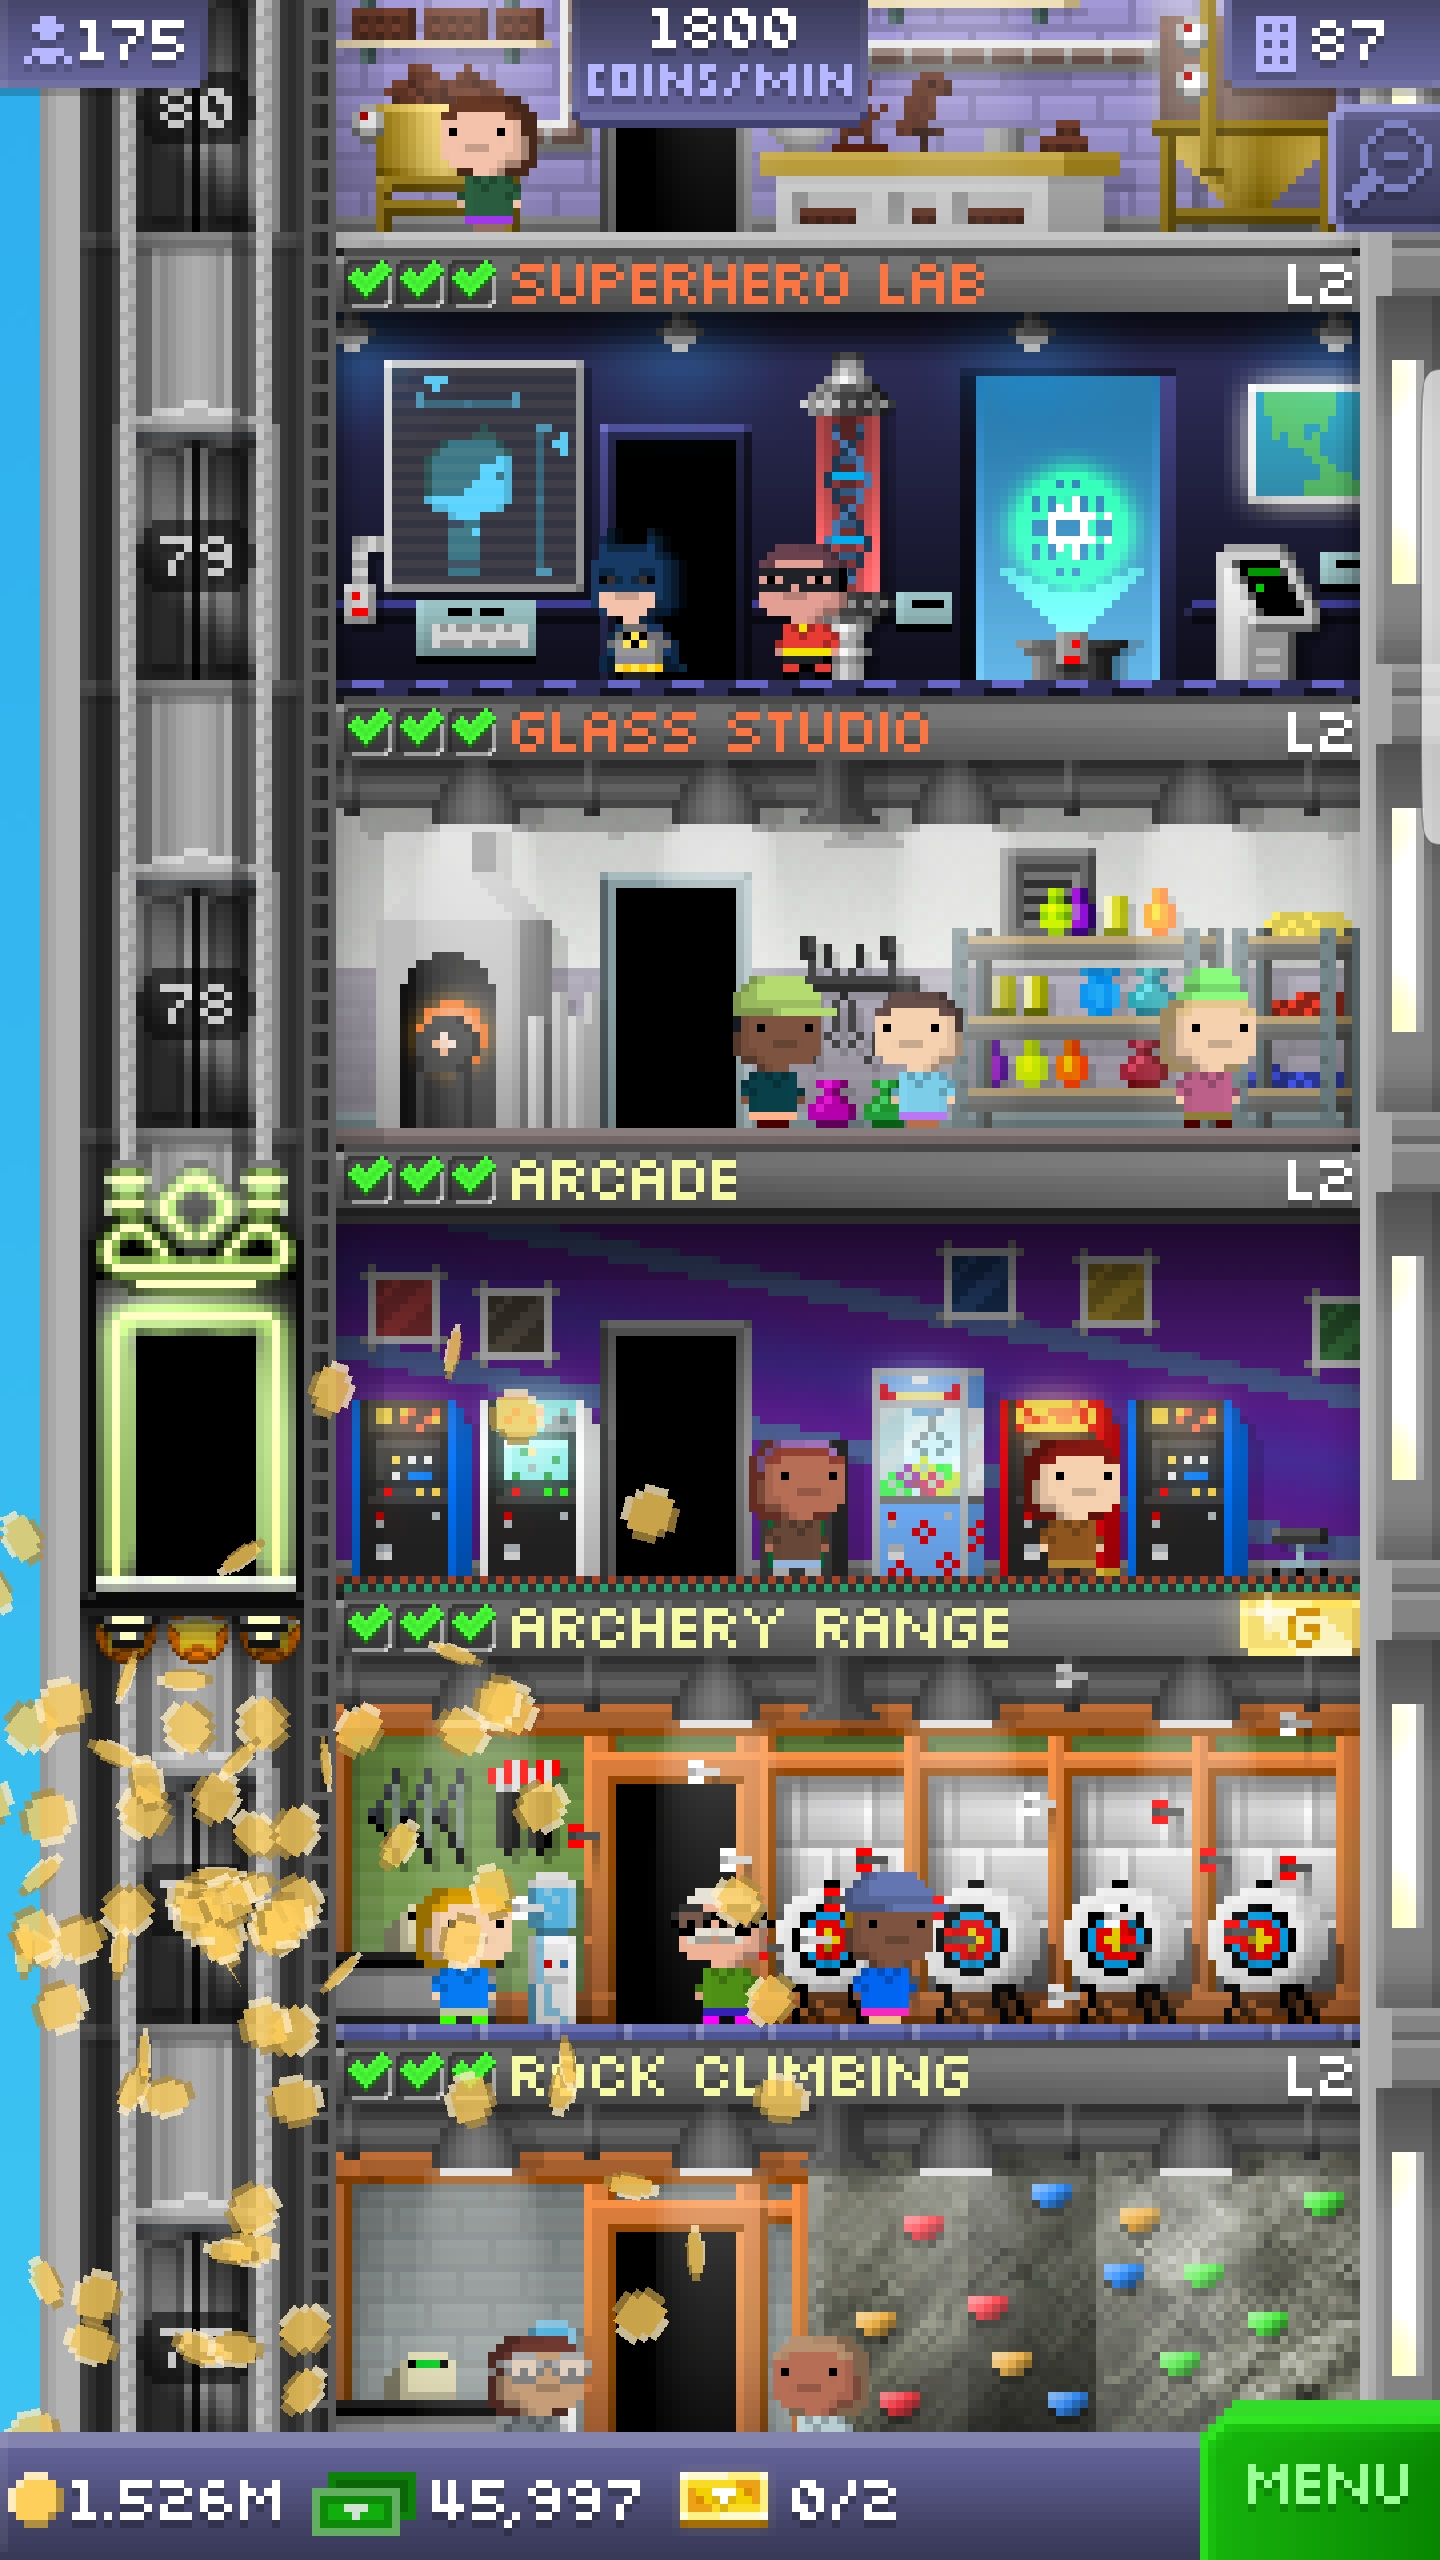 175
1800
COINS/MIN
87
80
SUPERHERO LAB
L2
79
GLASS STUDIO
L2
78
ARCADE
L2
ARCHERY RANGE
G
ROCK CLIMBING
L2
1.526M
45,997
0/2
MENU